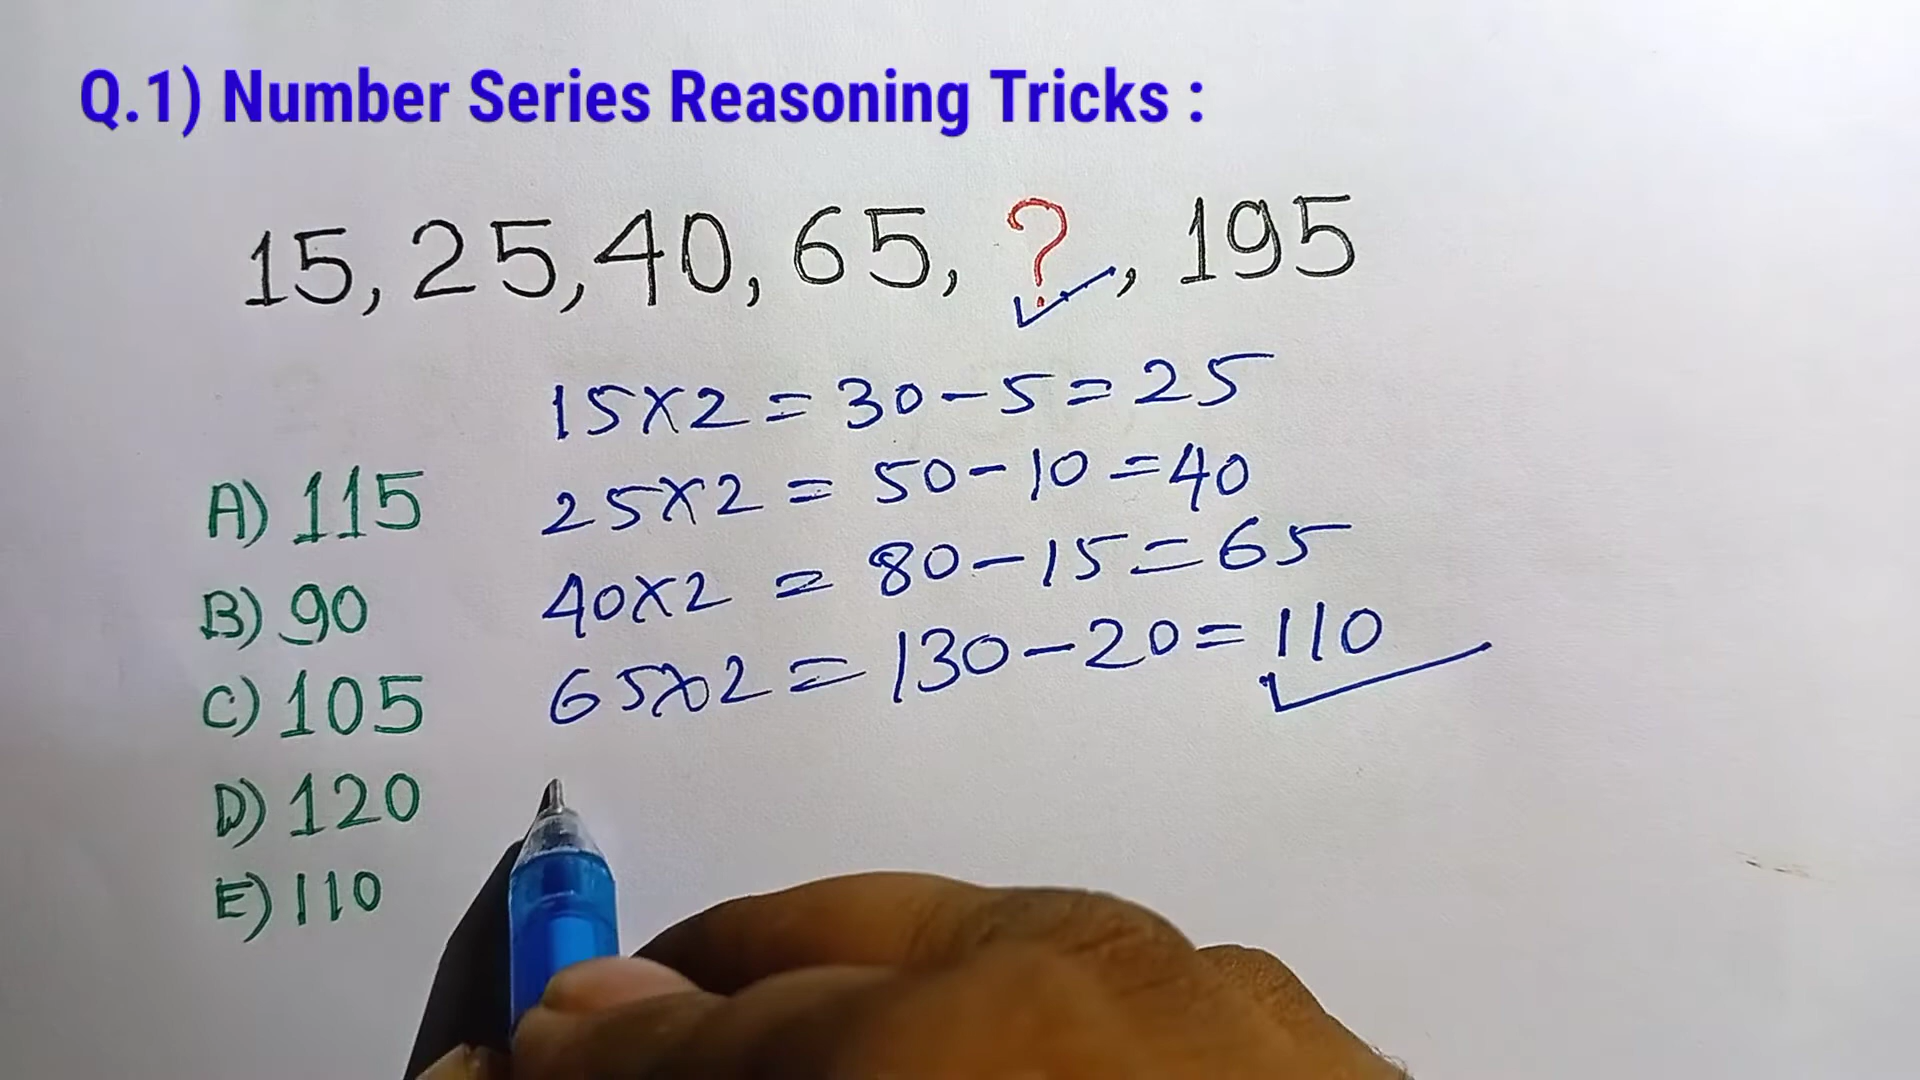 Q.1) Number Series Reasoning Tricks :
15, 25, 40, 65, ?, 195
15×2 = 30-5 = 25
25×2 = 50-10 = 40
40×2 = 80-15 = 65
65×2 = 130-20 = 110
A) 115
B) 90
C) 105
D) 120
E) 110